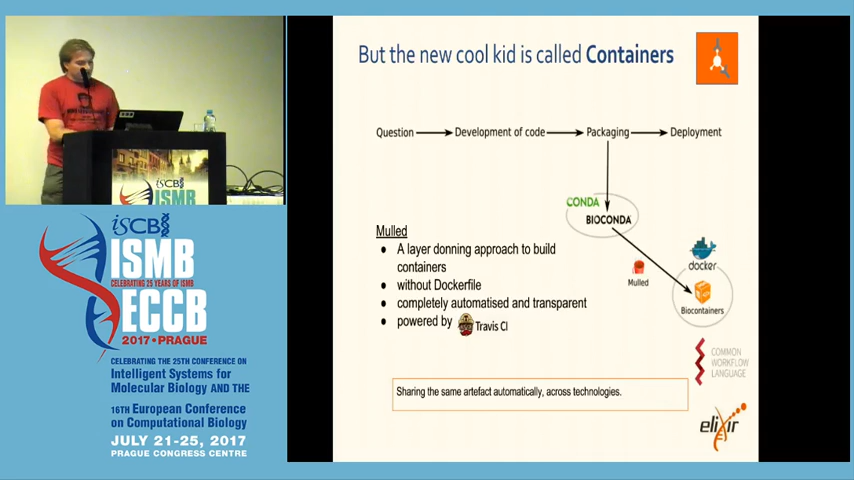 But the new cool kid is called Containers
Question
Development of code
Packaging
Deployment
CONDA
BIOCONDA
Mulled
A layer donning approach to build
containers
without Dockerfile
completely automatised and transparent
powered by Travis CI
docker
Mulled
Biocontainers
COMMON
WORKFLOW
LANGUAGE
Sharing the same artefact automatically, across technologies.
elixir
iSCB
ISMB
iSCB
ISMB
CELEBRATING 25 YEARS OF ISMB
ECCB
2017 • PRAGUE
CELEBRATING THE 25TH CONFERENCE ON
Intelligent Systems for
Molecular Biology AND THE
16TH European Conference
on Computational Biology
JULY 21-25, 2017
PRAGUE CONGRESS CENTRE